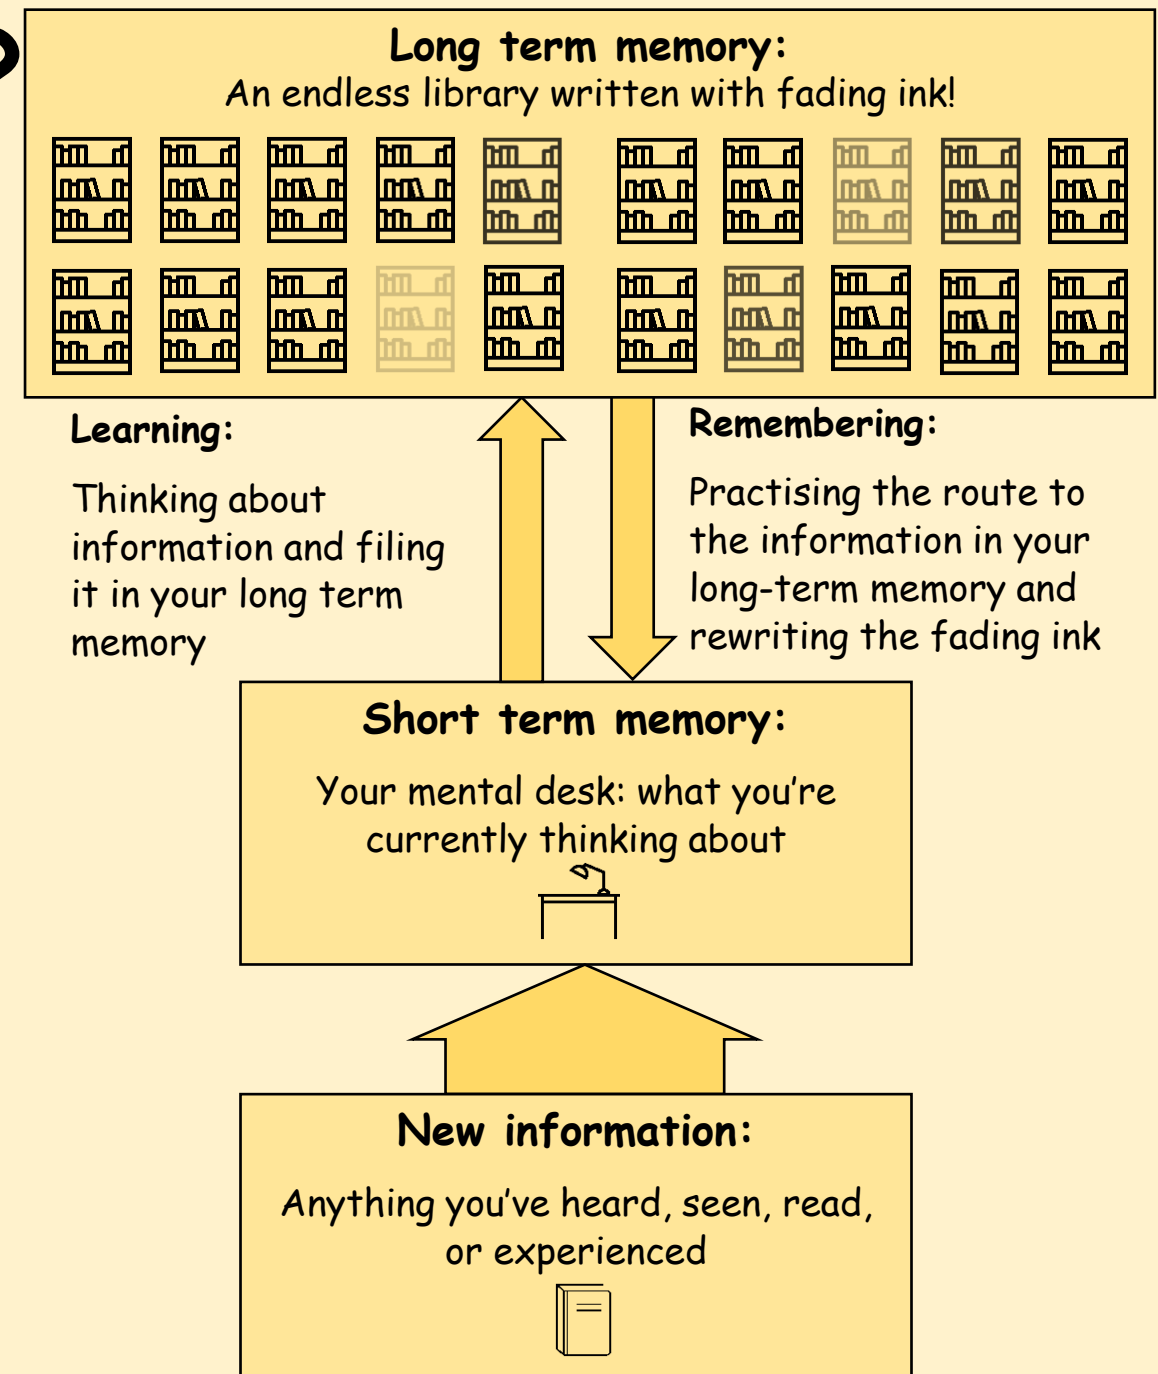 Long term memory:
An endless library written with fading ink!
Learning:
Thinking about
information and filing
it in your long term
memory
Remembering:
Practising the route to
the information in your
long-term memory and
rewriting the fading ink
Short term memory:
Your mental desk: what you're
currently thinking about
New information:
Anything you've heard, seen, read,
or experienced